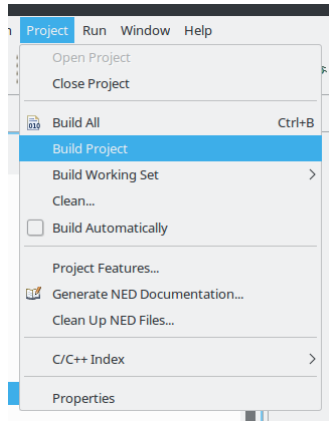 Project Run Window Help
Open Project
Close Project
Build All Ctrl+B
Build Project
Build Working Set
Clean...
Build Automatically
Project Features...
Generate NED Documentation...
Clean Up NED Files...
C/C++ Index
Properties